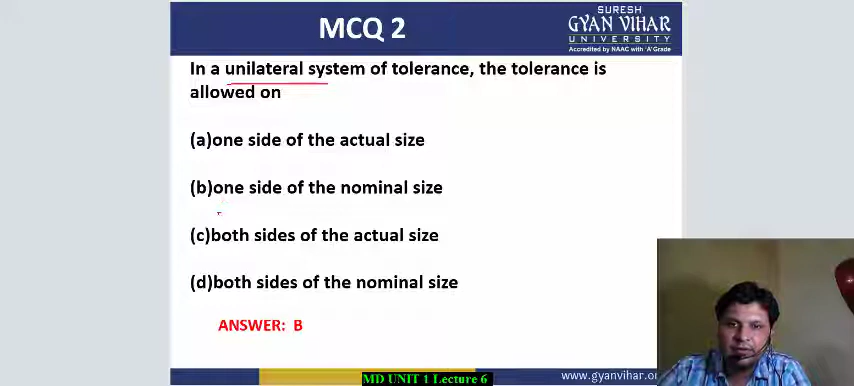 MCQ 2
SURESH
GYAN VIHAR
UNIVERSITY
Accredited by NAAC with 'A' Grade
In a unilateral system of tolerance, the tolerance is
allowed on
(a)one side of the actual size
(b)one side of the nominal size
(c)both sides of the actual size
(d)both sides of the nominal size
ANSWER: B
MD UNIT 1 Lecture 6
www.gyanvihar.or